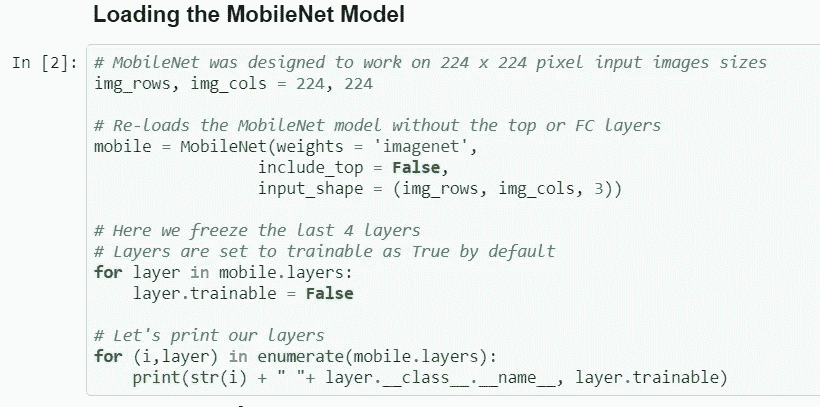 Loading the MobileNet Model
In [2]: # MobileNet was designed to work on 224 x 224 pixel input images sizes
img_rows, img_cols = 224, 224
# Re-loads the MobileNet model without the top or FC layers
mobile = MobileNet(weights = 'imagenet',
include_top = False,
input_shape = (img_rows, img_cols, 3))
# Here we freeze the last 4 layers
# Layers are set to trainable as True by default
for layer in mobile.layers:
layer.trainable = False
# Let's print our layers
for (i,layer) in enumerate(mobile.layers):
print(str(i) + " "+ layer.__class__.__name__, layer.trainable)